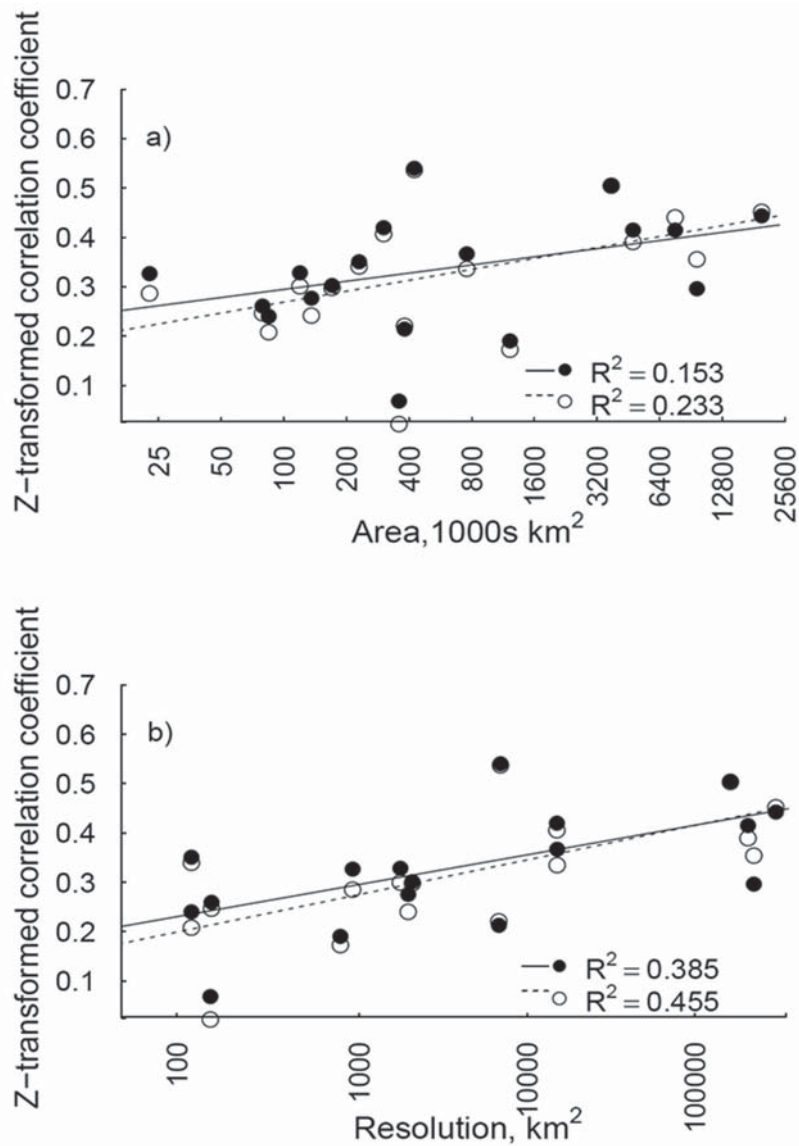 Z-transformed correlation coefficient
0.7
0.6
0.5
0.4
0.3
0.2
0.1
a)
R² = 0.153
R² = 0.233
25 50 100 200 400 800 1600 3200 6400 12800 25600
Area,1000s km²
Z-transformed correlation coefficient
0.7
0.6
0.5
0.4
0.3
0.2
0.1
b)
R² = 0.385
R² = 0.455
100 1000 10000 100000
Resolution, km²